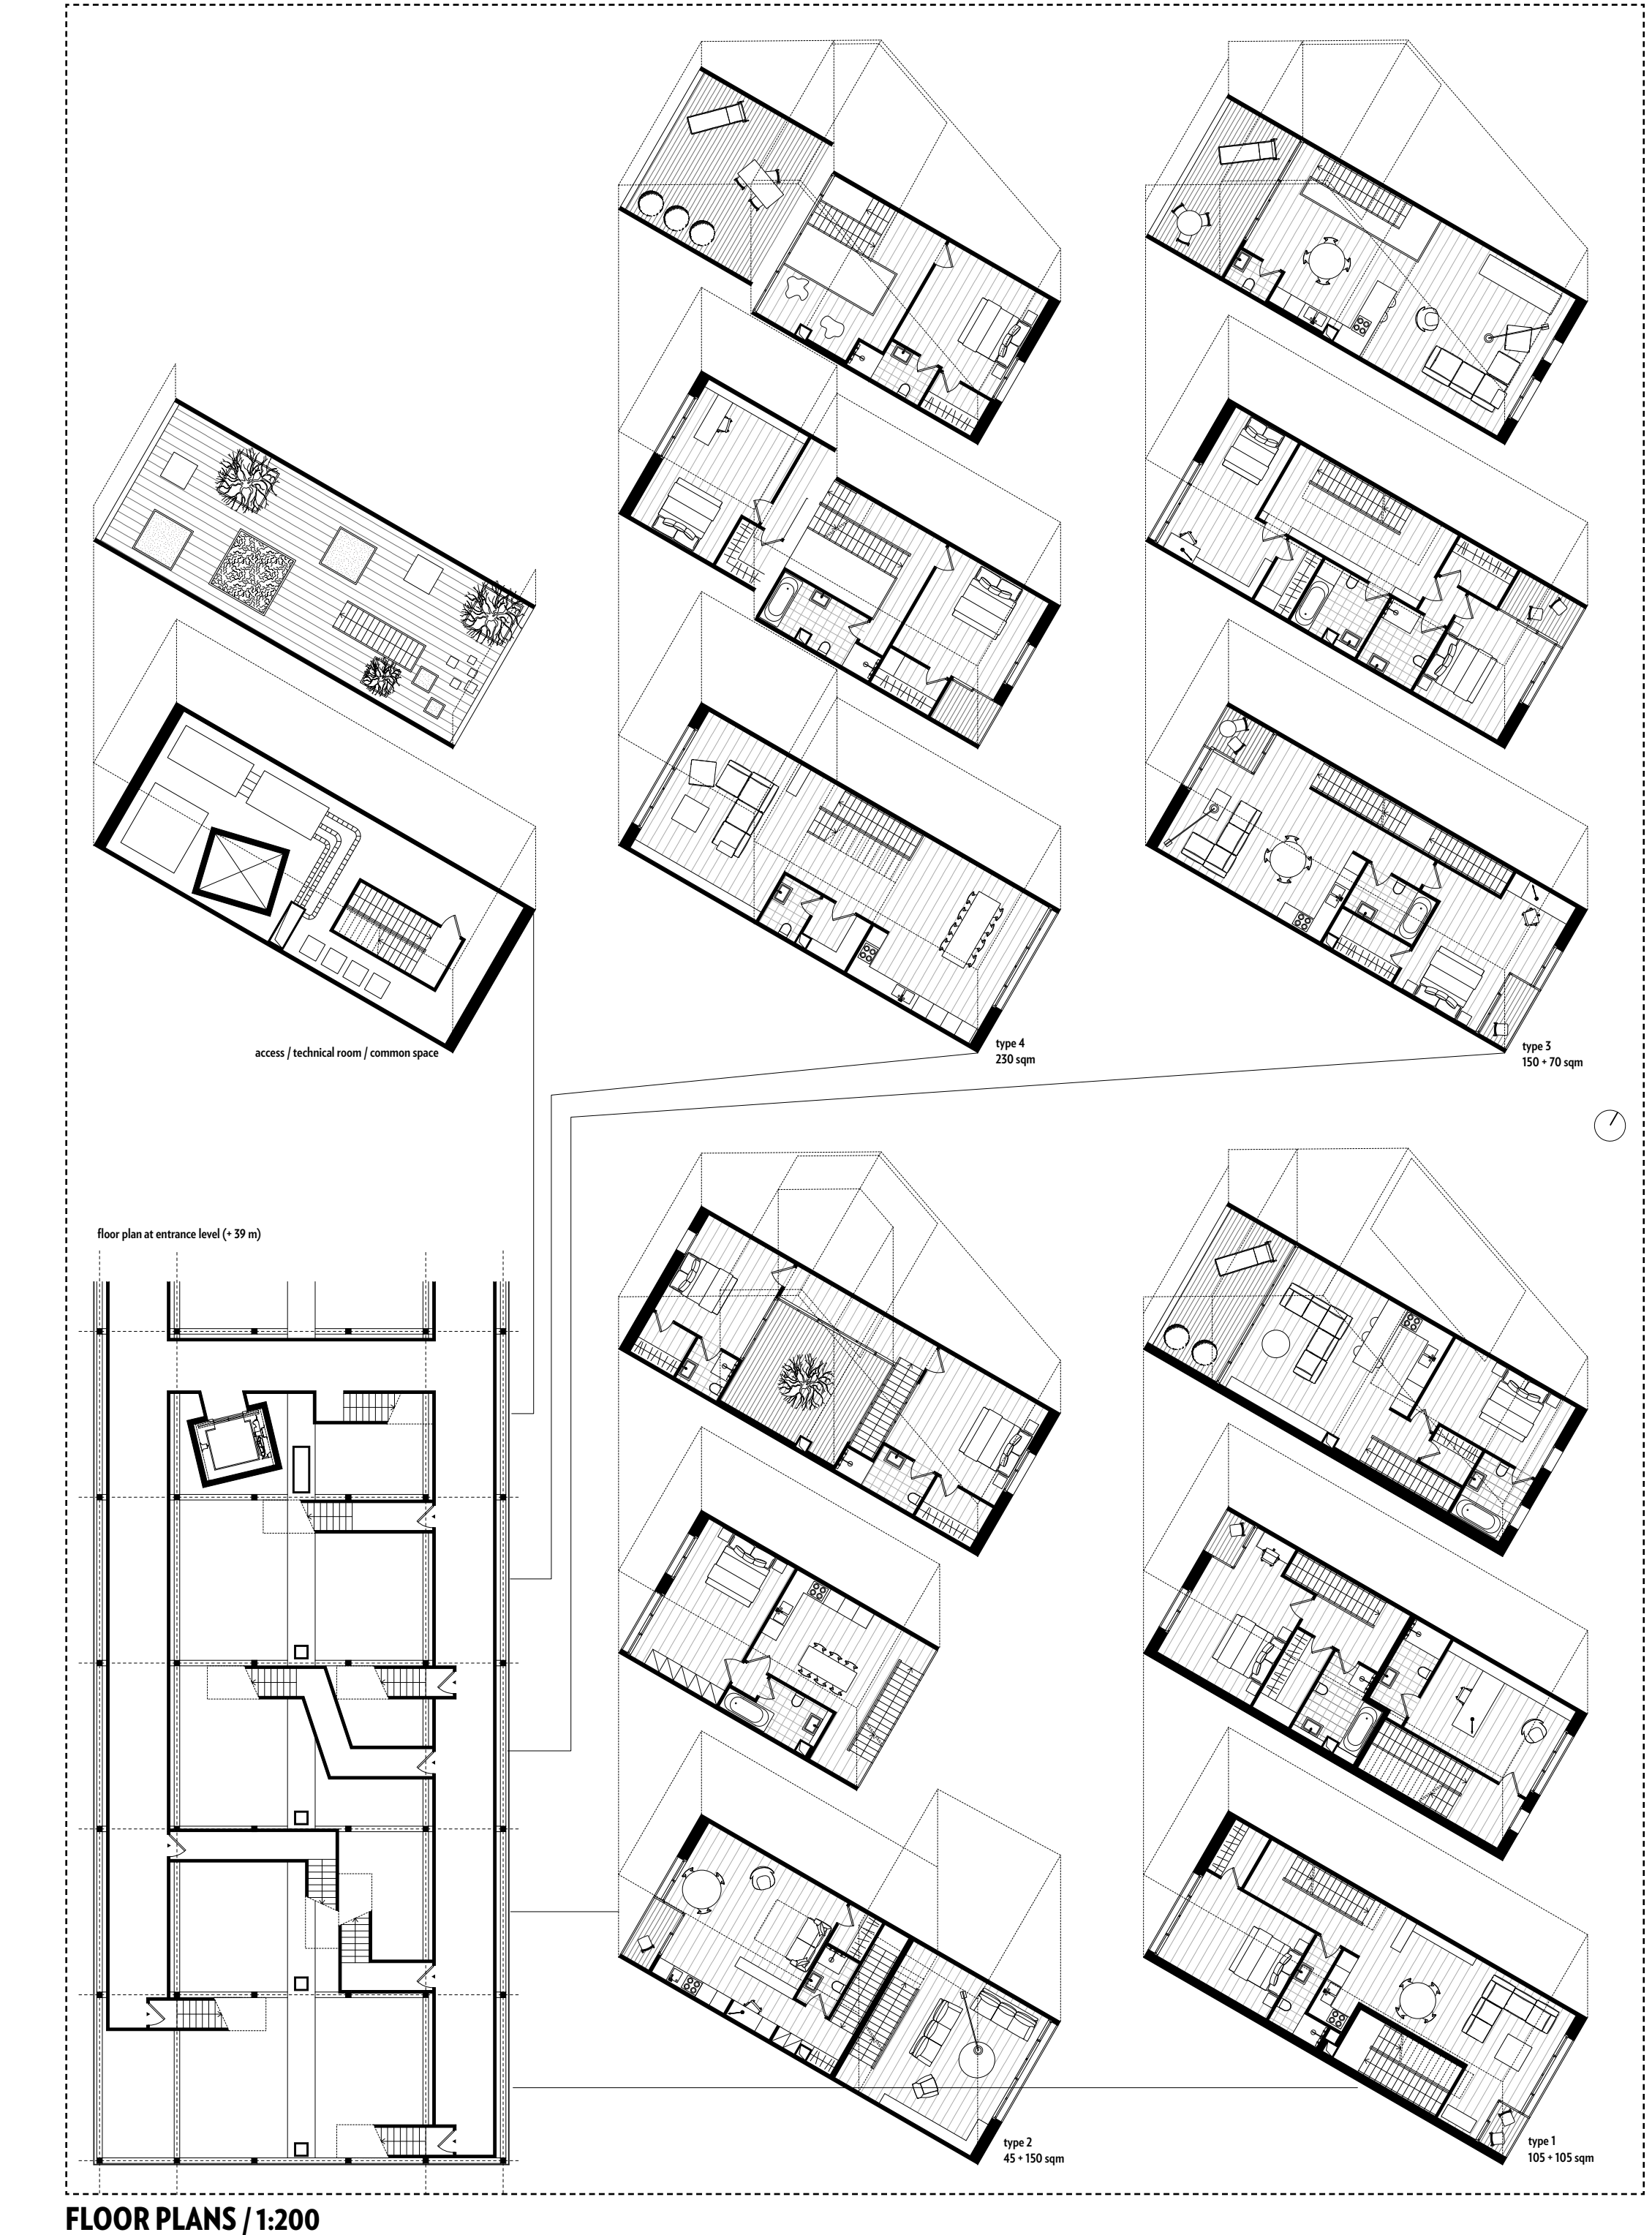 access / technical room / common space
type 4
230 sqm
type 3
150 + 70 sqm
floor plan at entrance level (+ 39 m)
type 2
45 + 150 sqm
type 1
105 + 105 sqm
FLOOR PLANS / 1:200